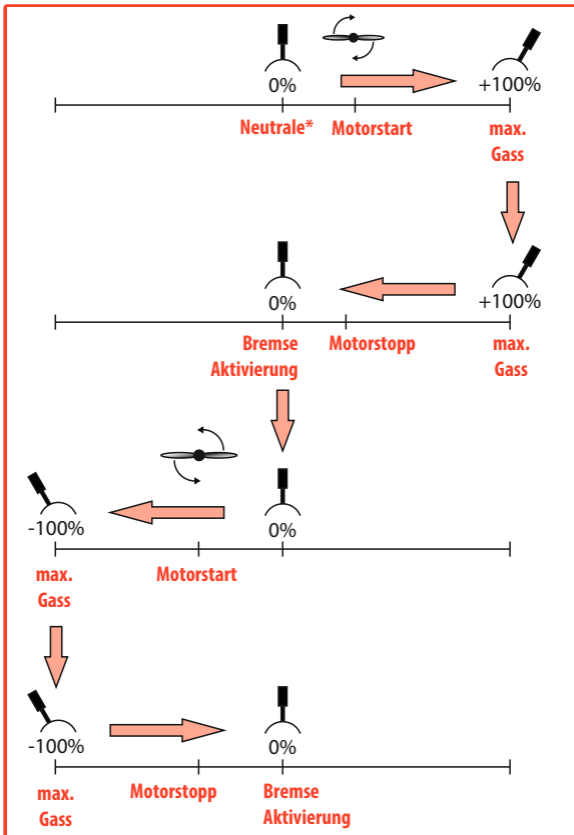 0%
+100%
Neutrale*
Motorstart
max.
Gass
0%
+100%
Bremse
Aktivierung
Motorstopp
max.
Gass
-100%
0%
max.
Gass
Motorstart
-100%
0%
max.
Gass
Motorstopp
Bremse
Aktivierung